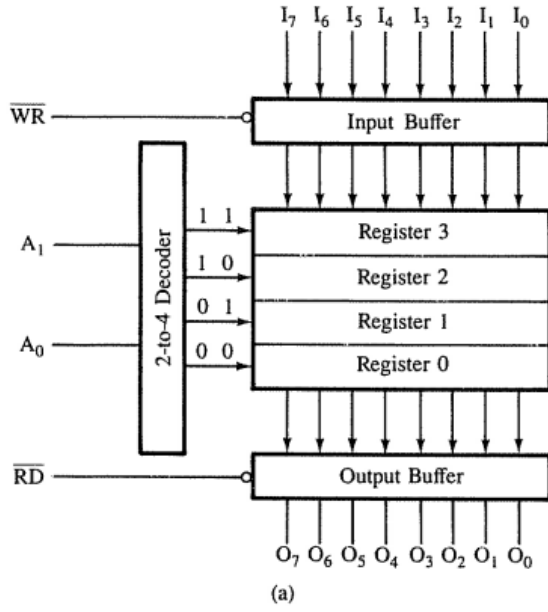 I₇ I₆ I₅ I₄ I₃ I₂ I₁ I₀
W̅R̅
Input Buffer
2-to-4 Decoder
A₁
A₀
1 1
1 0
0 1
0 0
Register 3
Register 2
Register 1
Register 0
R̅D̅
Output Buffer
O₇ O₆ O₅ O₄ O₃ O₂ O₁ O₀
(a)